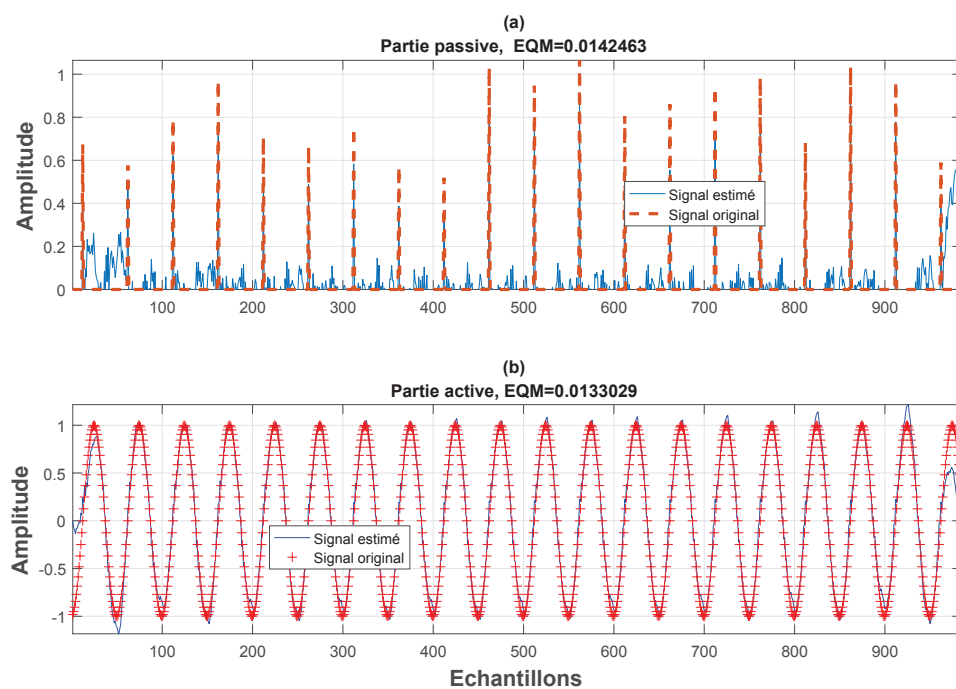 (a)
Partie passive, EQM=0.0142463
Amplitude
1
0.8
0.6
0.4
0.2
0
Signal estimé
Signal original
100 200 300 400 500 600 700 800 900
(b)
Partie active, EQM=0.0133029
Amplitude
1
0.5
0
-0.5
-1
Signal estimé
Signal original
100 200 300 400 500 600 700 800 900
Echantillons